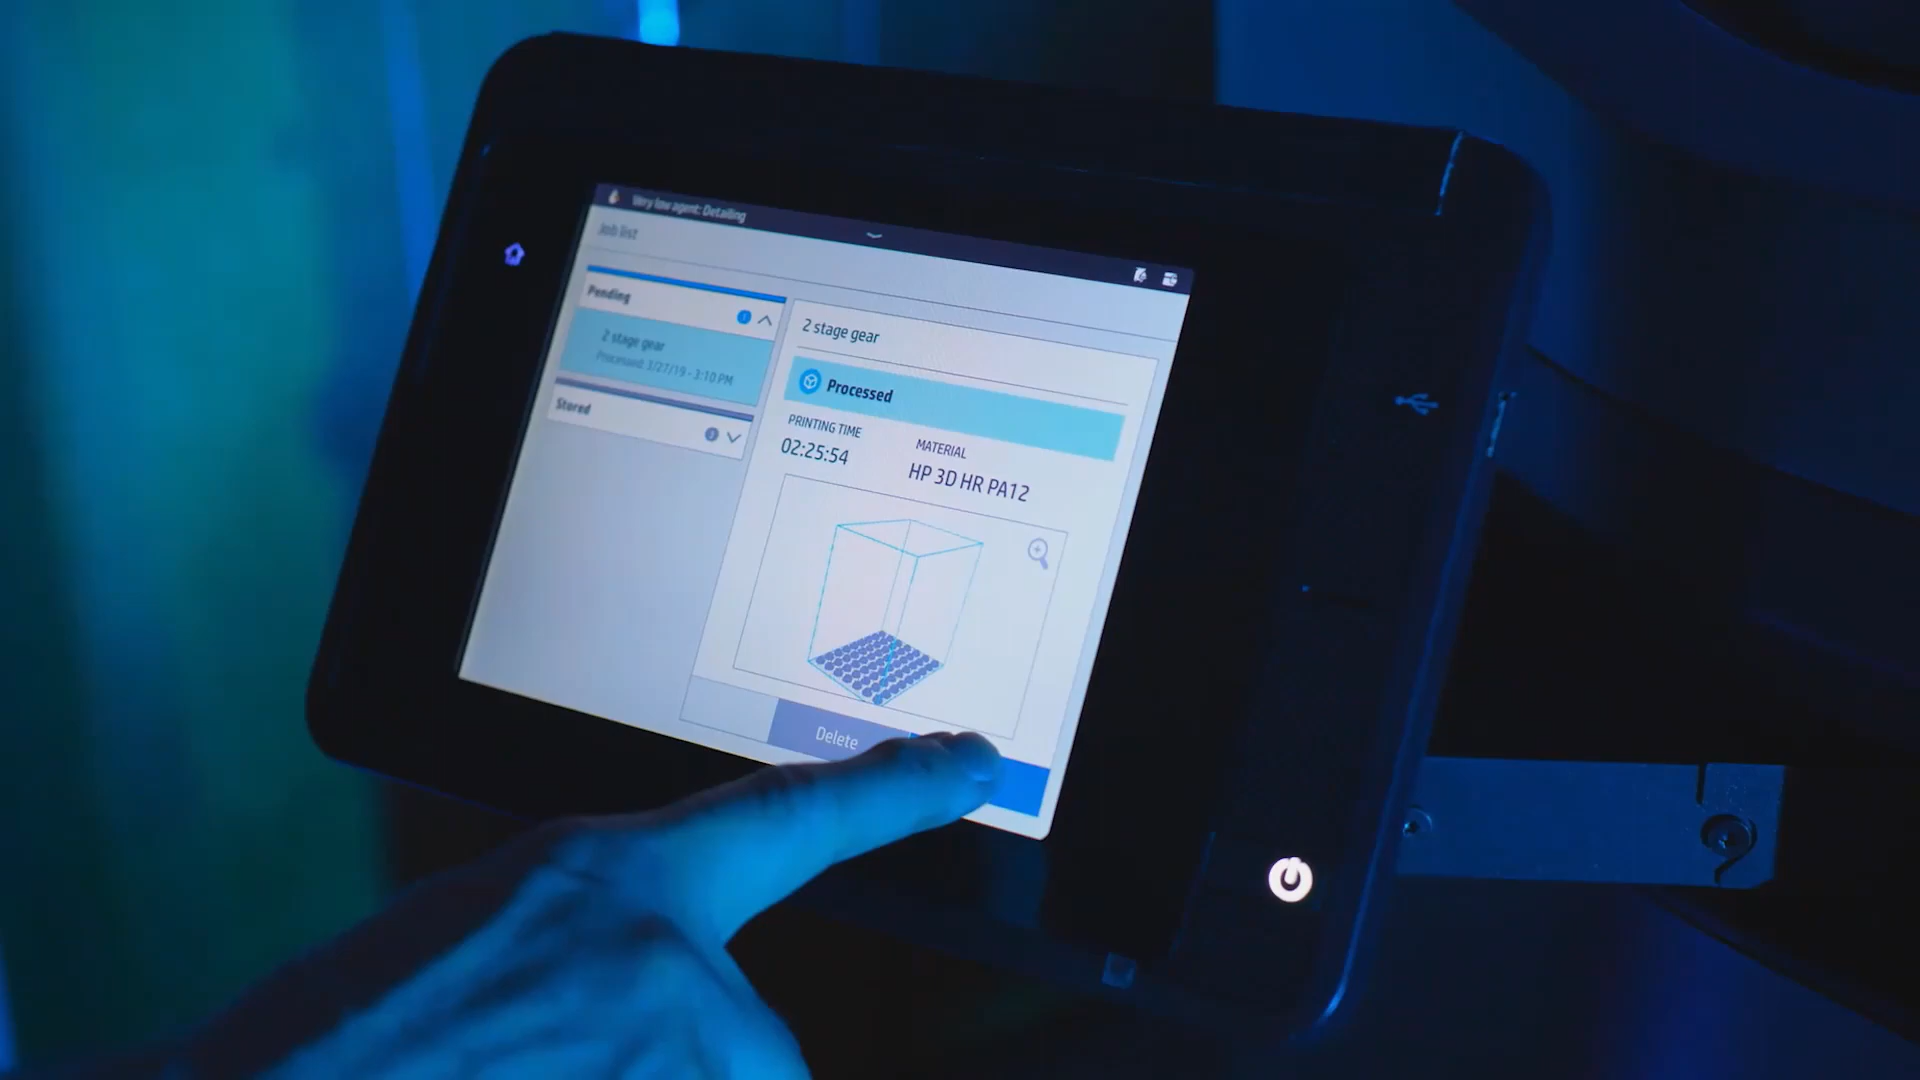 Very low agent: Detailing
Job list
Pending
2 stage gear
Processed: 3/27/19 - 3:10 PM
Stored
2 stage gear
Processed
PRINTING TIME
02:25:54
MATERIAL
HP 3D HR PA12
Delete